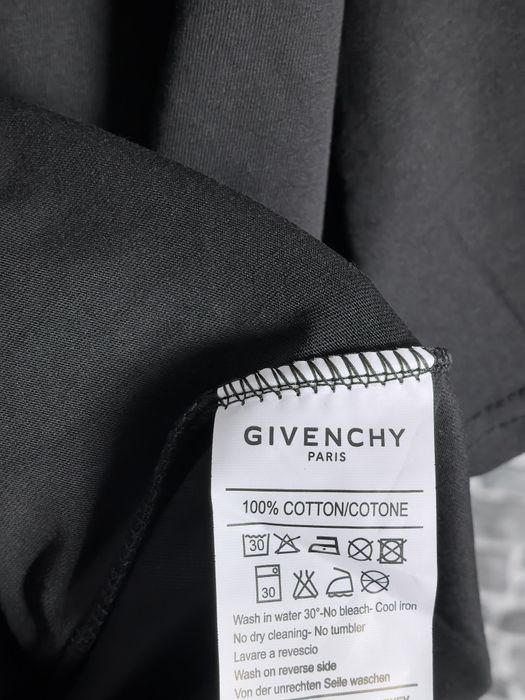 GIVENCHY
PARIS
100% COTTON/COTONE
30
30
Wash in water 30°-No bleach- Cool iron
No dry cleaning- No tumbler
Lavare a revescio
Wash on reverse side
Von der unrechten Seile waschen